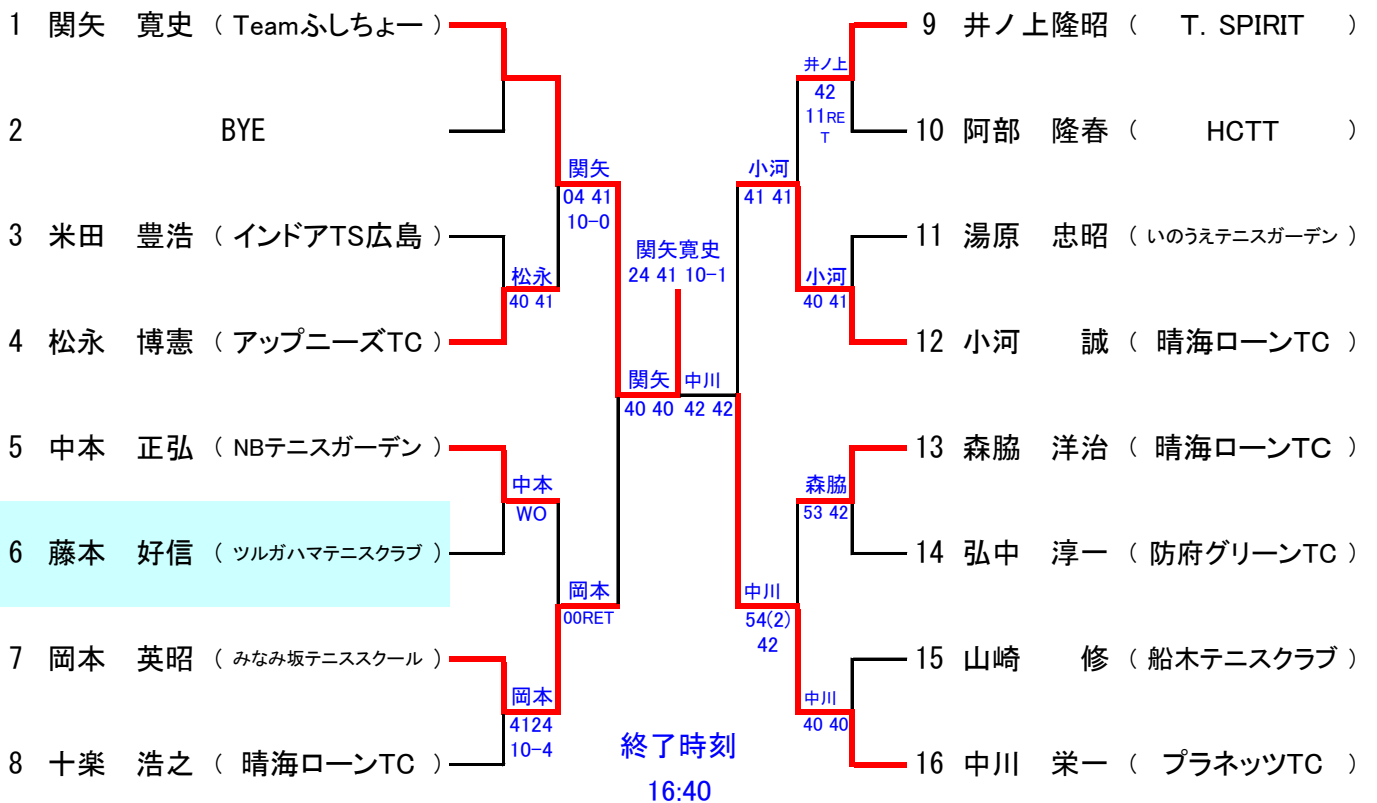 1 関矢 寛史 ( Teamふしちょー )
2 BYE
3 米田 豊浩 ( インドアTS広島 )
4 松永 博憲 ( アップニーズTC )
5 中本 正弘 ( NBテニスガーデン )
6 藤本 好信 ( ツルガハマテニスクラブ )
7 岡本 英昭 ( みなみ坂テニススクール )
8 十楽 浩之 ( 晴海ローンTC )
松永
40 41
中本
WO
岡本
4124
10-4
関矢
04 41
10-0
岡本
00RET
関矢
40 40
関矢寛史
24 41 10-1
中川
42 42
小河
41 41
中川
54(2)
42
井ノ上
42
11RE
T
小河
40 41
森脇
53 42
中川
40 40
9 井ノ上隆昭 ( T. SPIRIT )
10 阿部 隆春 ( HCTT )
11 湯原 忠昭 ( いのうえテニスガーデン )
12 小河 誠 ( 晴海ローンTC )
13 森脇 洋治 ( 晴海ローンTC )
14 弘中 淳一 ( 防府グリーンTC )
15 山崎 修 ( 船木テニスクラブ )
16 中川 栄一 ( プラネッツTC )
終了時刻
16:40